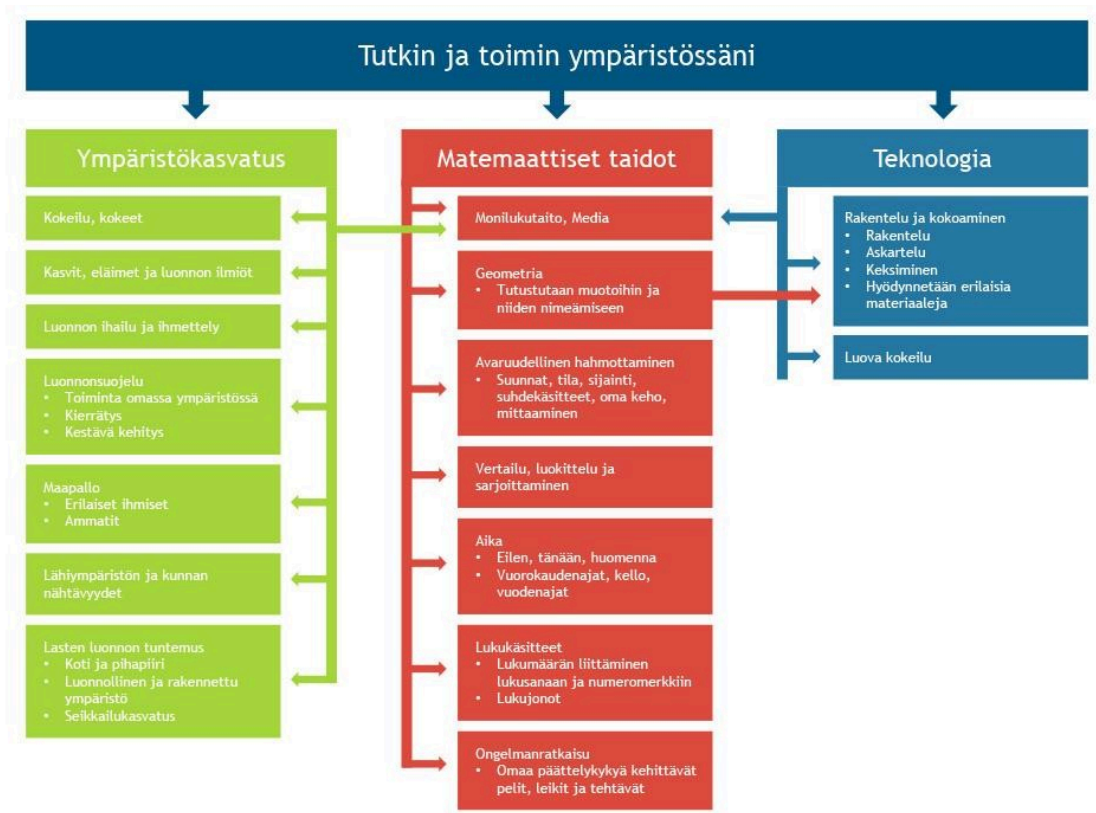 Tutkin ja toimin ympäristössäni
Ympäristökasvatus
Kokeilu, kokeet
Kasvit, eläimet ja luonnon ilmiöt
Luonnon ihailu ja ihmettely
Luonnonsuojelu
• Toiminta omassa ympäristössä
• Kierrätys
• Kestävä kehitys
Maapallo
• Erilaiset ihmiset
• Ammatit
Lähiympäristön ja kunnan
nähtävyydet
Lasten luonnon tuntemus
• Koti ja pihapiiri
• Luonnollinen ja rakennettu
ympäristö
• Seikkailukasvatus
Matemaattiset taidot
Monilukutaito, Media
Geometria
• Tutustutaan muotoihin ja
niiden nimeämiseen
Avaruudellinen hahmottaminen
• Suunnat, tila, sijainti,
suhdekäsitteet, oma keho,
mittaaminen
Vertailu, luokittelu ja
sarjoittaminen
Aika
• Eilen, tänään, huomenna
• Vuorokaudenajat, kello,
vuodenajat
Lukukäsitteet
• Lukumäärän liittäminen
lukusanaan ja numeromerkkiin
• Lukujonot
Ongelmanratkaisu
• Omaa päättelykykyä kehittävät
pelit, leikit ja tehtävät
Teknologia
Rakentelu ja kokoaminen
• Rakentelu
• Askartelu
• Keksiminen
• Hyödynnetään erilaisia
materiaaleja
Luova kokeilu